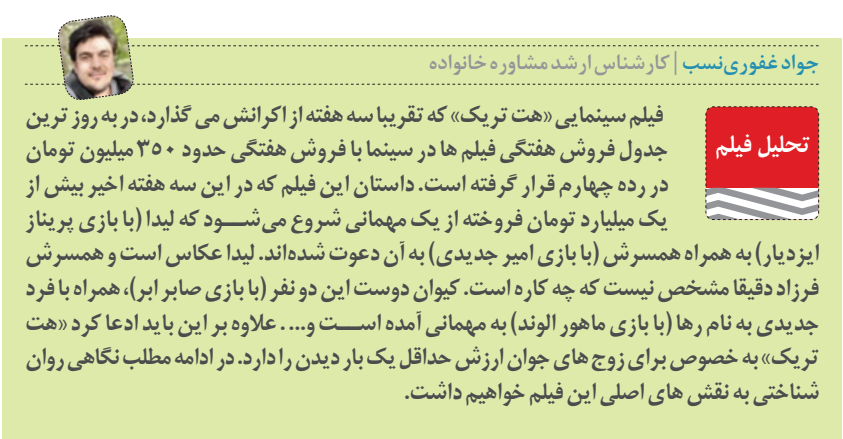 جواد غفوری‌نسب | کارشناس ارشد مشاوره خانواده
تحلیل فیلم
فیلم سینمایی «هت تریک» که تقریبا سه هفته از اکرانش می گذارد، در به روز ترین
جدول فروش هفتگی فیلم ها در سینما با فروش هفتگی حدود ۳۵۰ میلیون تومان
در رده چهارم قرار گرفته است. داستان این فیلم که در این سه هفته اخیر بیش از
یک میلیارد تومان فروخته از یک مهمانی شروع می‌شود که لیدا (با بازی پریناز
ایزدیار) به همراه همسرش (با بازی امیر جدیدی) به آن دعوت شده‌اند. لیدا عکاس است و همسرش
فرزاد دقیقا مشخص نیست که چه کاره است. کیوان دوست این دو نفر (با بازی صابر ابر)، همراه با فرد
جدیدی به نام رها (با بازی ماهور الوند) به مهمانی آمده است و... . علاوه بر این باید ادعا کرد «هت
تریک» به خصوص برای زوج های جوان ارزش حداقل یک بار دیدن را دارد. در ادامه مطلب نگاهی روان
شناختی به نقش های اصلی این فیلم خواهیم داشت.